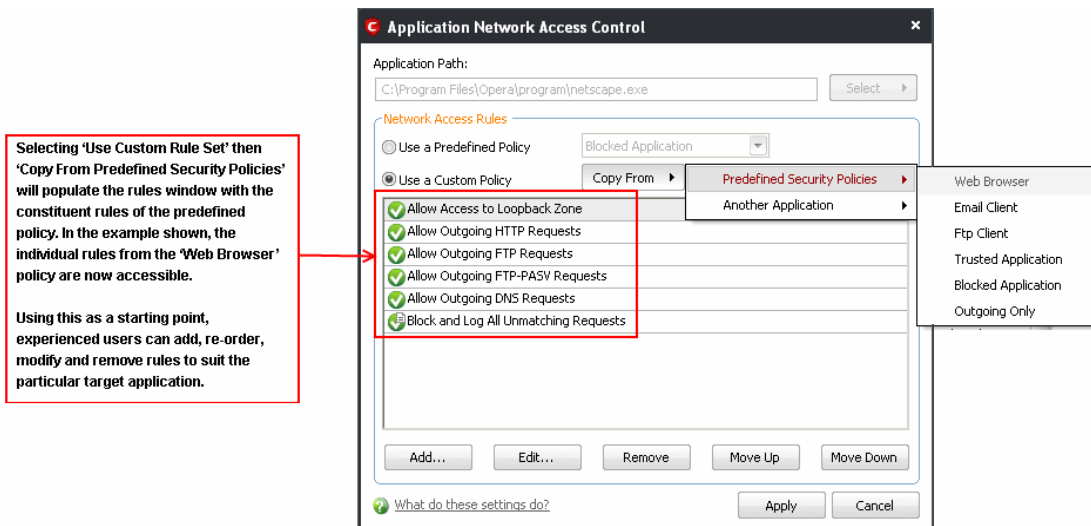 Application Network Access Control
Application Path:
C:\Program Files\Opera\program\netscape.exe
Select
Network Access Rules
Use a Predefined Policy
Blocked Application
Use a Custom Policy
Copy From
Predefined Security Policies
Another Application
Web Browser
Email Client
Ftp Client
Trusted Application
Blocked Application
Outgoing Only
Allow Access to Loopback Zone
Allow Outgoing HTTP Requests
Allow Outgoing FTP Requests
Allow Outgoing FTP-PASV Requests
Allow Outgoing DNS Requests
Block and Log All Unmatching Requests
Selecting ‘Use Custom Rule Set’ then
‘Copy From Predefined Security Policies’
will populate the rules window with the
constituent rules of the predefined
policy. In the example shown, the
individual rules from the ‘Web Browser’
policy are now accessible.
Using this as a starting point,
experienced users can add, re-order,
modify and remove rules to suit the
particular target application.
Add...
Edit...
Remove
Move Up
Move Down
What do these settings do?
Apply
Cancel